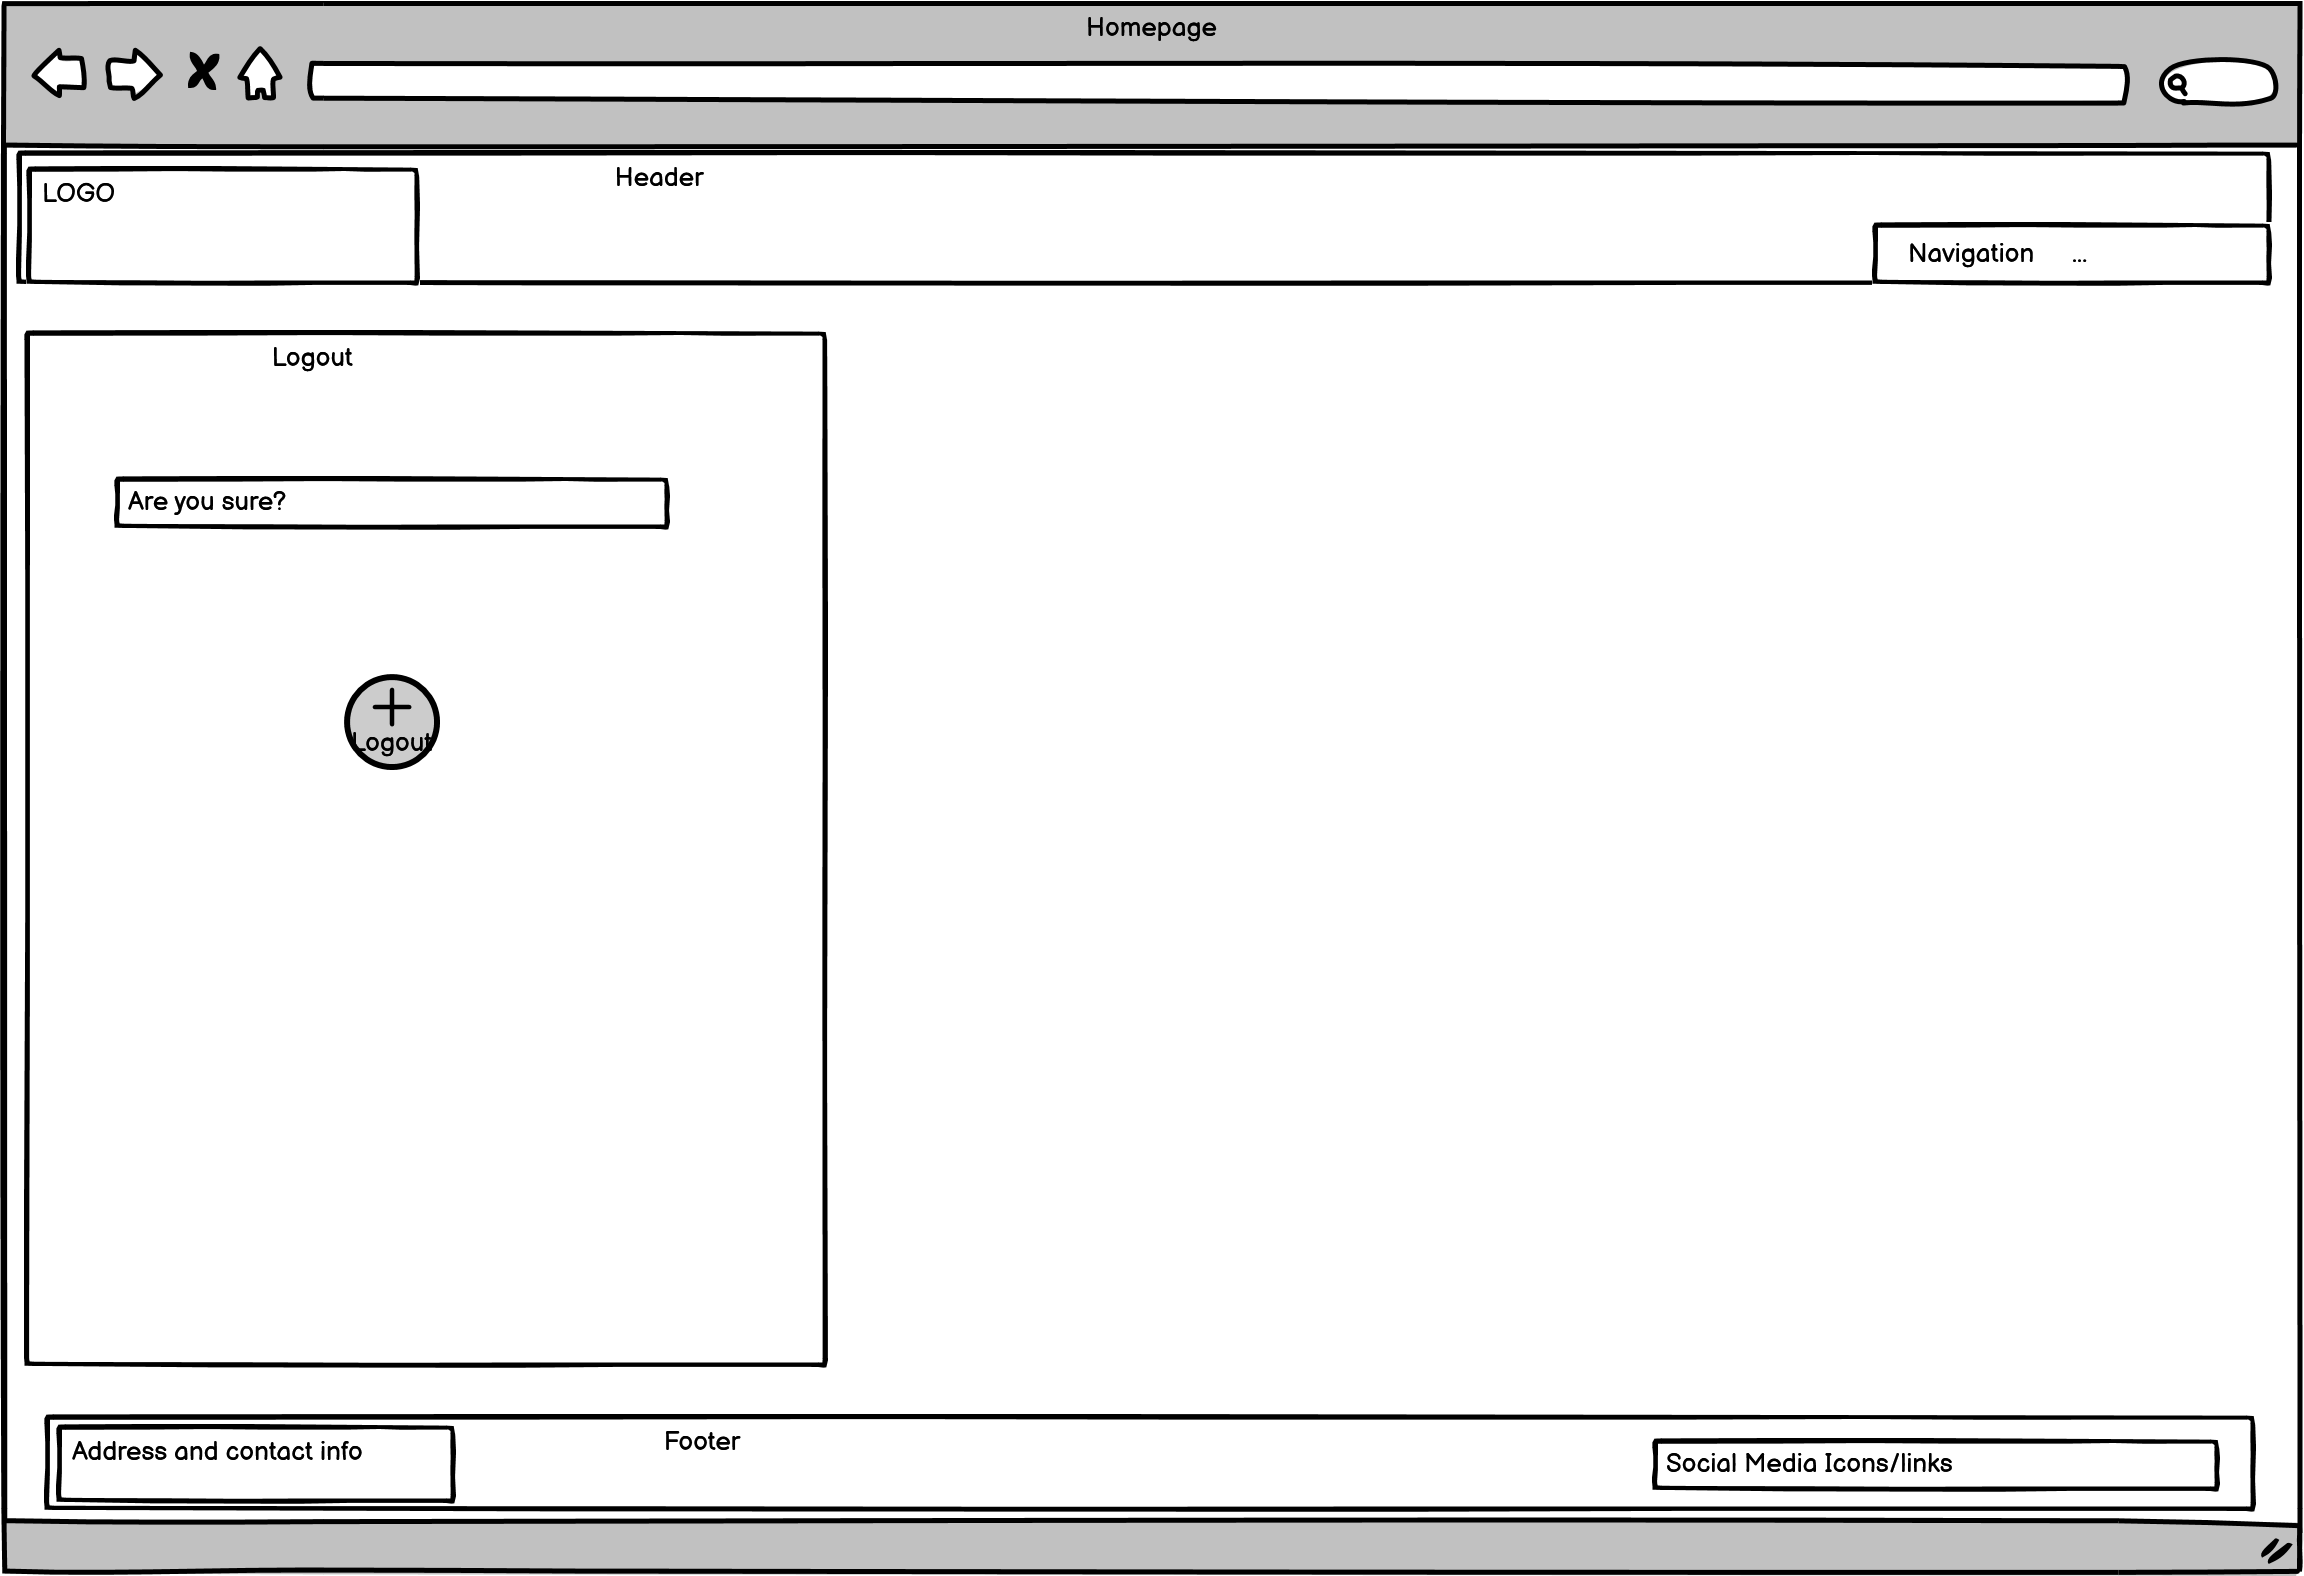 Homepage
LOGO
Header
Navigation ...
Logout
Are you sure?
Logout
Address and contact info
Footer
Social Media Icons/links